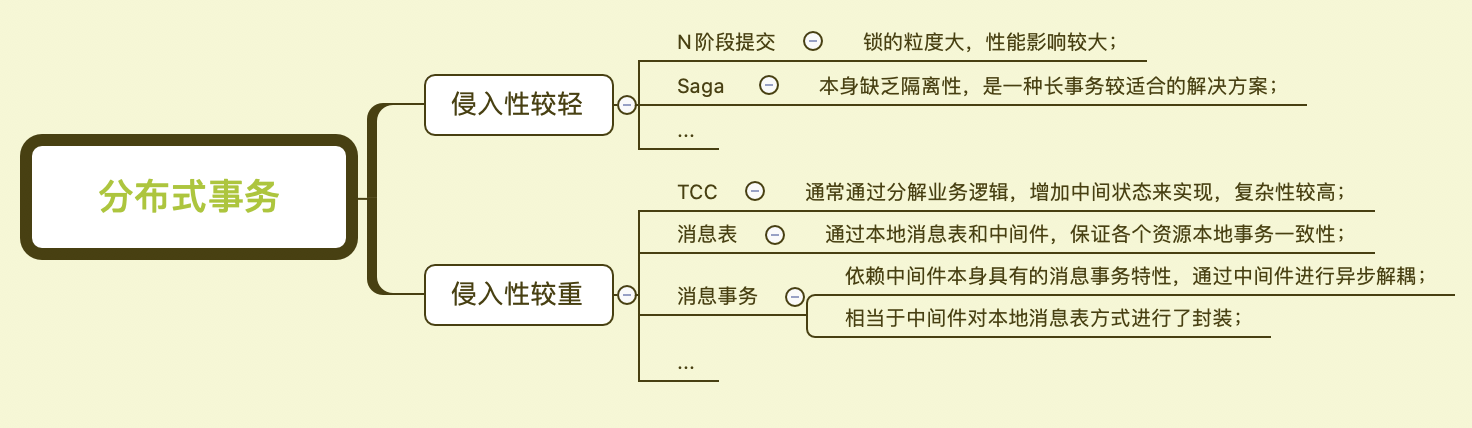 分布式事务
侵入性较轻
N阶段提交 锁的粒度大，性能影响较大；
Saga 本身缺乏隔离性，是一种长事务较适合的解决方案；
...
侵入性较重
TCC 通常通过分解业务逻辑，增加中间状态来实现，复杂性较高；
消息表 通过本地消息表和中间件，保证各个资源本地事务一致性；
消息事务
依赖中间件本身具有的消息事务特性，通过中间件进行异步解耦；
相当于中间件对本地消息表方式进行了封装；
...